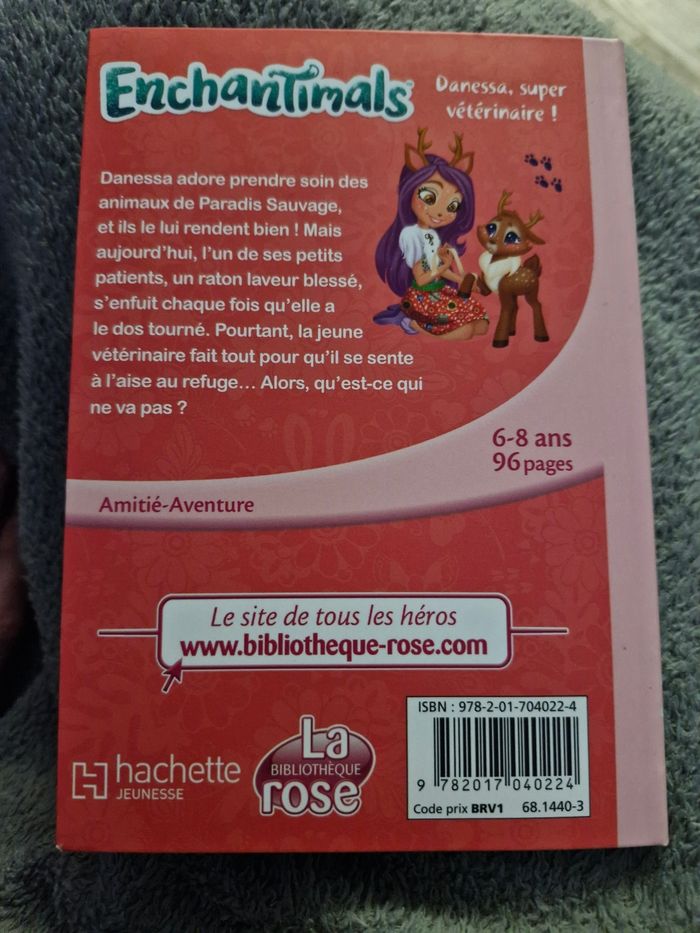 EnchanTimals
Danessa, super
vétérinaire !
Danessa adore prendre soin des
animaux de Paradis Sauvage,
et ils le lui rendent bien ! Mais
aujourd’hui, l’un de ses petits
patients, un raton laveur blessé,
s’enfuit chaque fois qu’elle a
le dos tourné. Pourtant, la jeune
vétérinaire fait tout pour qu’il se sente
à l’aise au refuge... Alors, qu’est-ce qui
ne va pas ?
6-8 ans
96 pages
Amitié-Aventure
Le site de tous les héros
www.bibliotheque-rose.com
hachette
JEUNESSE
La
BIBLIOTHÈQUE
rose
ISBN : 978-2-01-704022-4
9 782017 040224
Code prix BRV1 68.1440-3